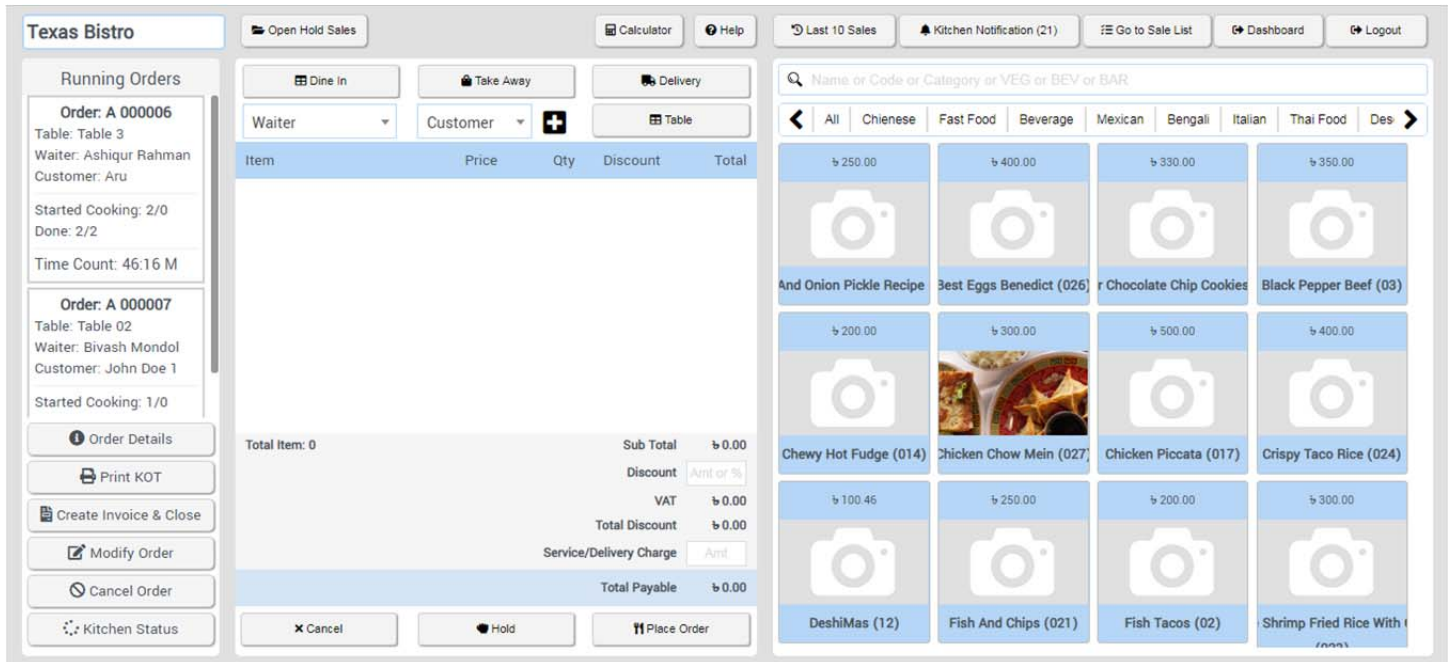 Texas Bistro
Open Hold Sales
Calculator
Help
Last 10 Sales
Kitchen Notification (21)
Go to Sale List
Dashboard
Logout
Running Orders
Order: A 000006
Table: Table 3
Waiter: Ashiqur Rahman
Customer: Aru
Started Cooking: 2/0
Done: 2/2
Time Count: 46:16 M
Order: A 000007
Table: Table 02
Waiter: Bivash Mondol
Customer: John Doe 1
Started Cooking: 1/0
Order Details
Print KOT
Create Invoice & Close
Modify Order
Cancel Order
Kitchen Status
Dine In
Take Away
Delivery
Waiter
Customer
Table
Item Price Qty Discount Total
Total Item: 0
Sub Total ৳ 0.00
Discount Amt or %
VAT ৳ 0.00
Total Discount ৳ 0.00
Service/Delivery Charge Amt
Total Payable ৳ 0.00
Cancel
Hold
Place Order
Name or Code or Category or VEG or BEV or BAR
All Chienese Fast Food Beverage Mexican Bengali Italian Thai Food Des
৳ 250.00
And Onion Pickle Recipe
৳ 400.00
Best Eggs Benedict (026)
৳ 330.00
r Chocolate Chip Cookies
৳ 350.00
Black Pepper Beef (03)
৳ 200.00
Chewy Hot Fudge (014)
৳ 300.00
Chicken Chow Mein (027)
৳ 500.00
Chicken Piccata (017)
৳ 400.00
Crispy Taco Rice (024)
৳ 100.46
DeshiMas (12)
৳ 250.00
Fish And Chips (021)
৳ 200.00
Fish Tacos (02)
৳ 300.00
Shrimp Fried Rice With